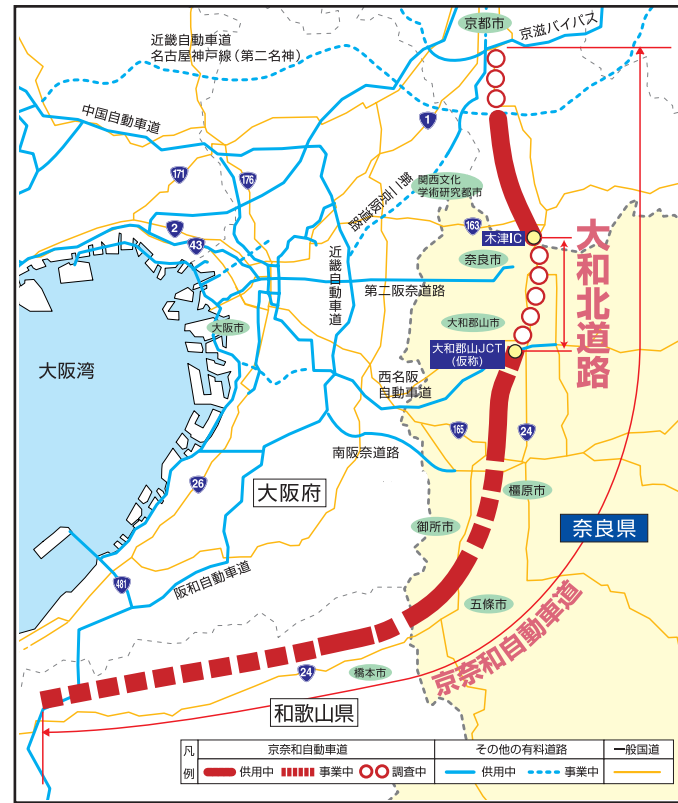 京都市
京滋バイパス
近畿自動車道
名古屋神戸線(第二名神)
中国自動車道
1
171
176
関西文化
学術研究都市
第二京阪道路
2
163
43
木津IC
近畿自動車道
奈良市
第二阪奈道路
大和北道路
大阪市
大和郡山市
大和郡山JCT
(仮称)
大阪湾
西名阪
自動車道
165
24
南阪奈道路
26
大阪府
橿原市
御所市
奈良県
481
阪和自動車道
五條市
京奈和自動車道
24
橋本市
和歌山県
凡例
京奈和自動車道
その他の有料道路
一般国道
供用中
事業中
調査中
供用中
事業中